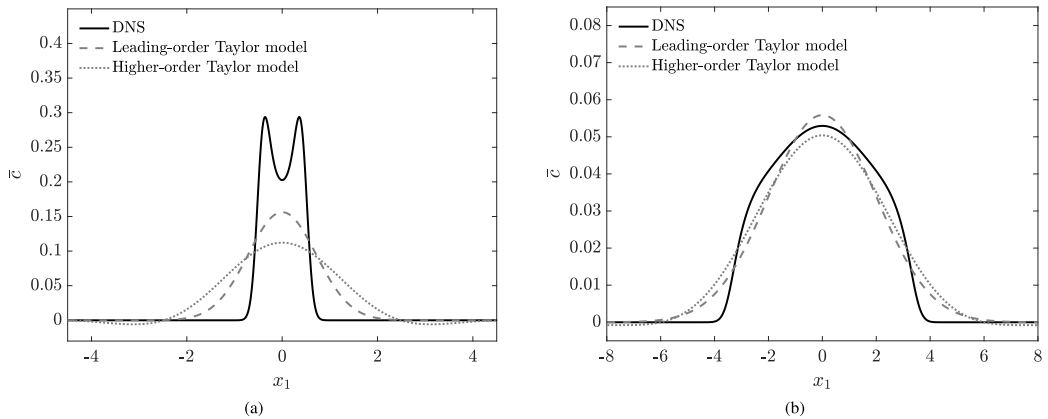 DNS
Leading-order Taylor model
Higher-order Taylor model
0.4
0.35
0.3
0.25
0.2
0.15
0.1
0.05
0
c̅
-4 -2 0 2 4
x₁
(a)
DNS
Leading-order Taylor model
Higher-order Taylor model
0.08
0.07
0.06
0.05
0.04
0.03
0.02
0.01
0
c̅
-8 -6 -4 -2 0 2 4 6 8
x₁
(b)